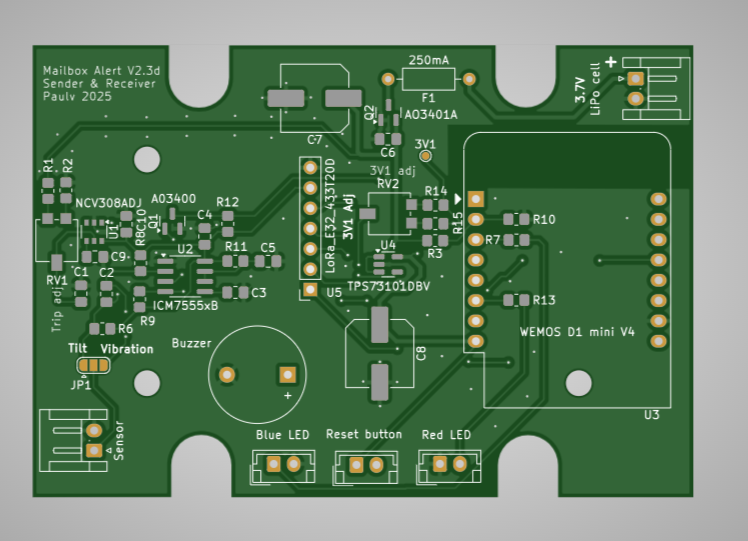 Mailbox Alert V2.3d
Sender & Receiver
Paulv 2025
250mA
F1
+
3.7V
LiPo cell
C7
Q2
AO3401A
C6
3V1
3V1 adj
RV2
R1
R2
NCV308ADJ
AO3400
R12
LoRa_E32_433T20D
3V1 Adj
R14
R15
R3
R10
R7
U1
C10
R8
Q1
C4
U2
R11
C5
C9
U4
TPS73101DBV
RV1
Trip adj
C1
C2
R9
ICM7555xB
C3
U5
R13
WEMOS D1 mini V4
R6
Tilt
Vibration
JP1
Buzzer
+
C8
U3
Sensor
Blue LED
Reset button
Red LED